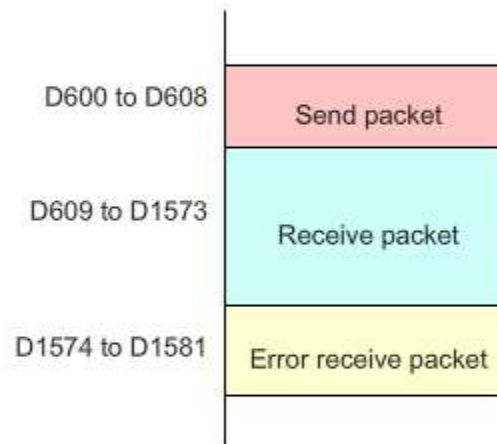 D600 to D608
Send packet
D609 to D1573
Receive packet
D1574 to D1581
Error receive packet